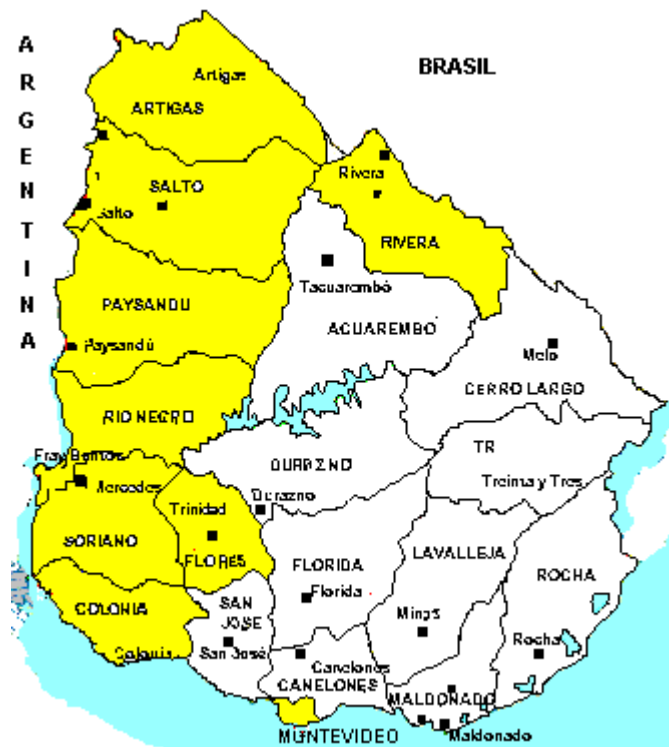 ARGENTINA
BRASIL
Artigas
ARTIGAS
SALTO
Salto
Rivera
RIVERA
PAYSANDU
Paysandú
Tacuarembó
ACUAREMBO
Melo
CERRO LARGO
RIO NEGRO
Fray Bentos
Mercedes
SORIANO
Trinidad
FLORES
DURAZNO
Durazno
TR
Treinta y Tres
FLORIDA
Florida
LAVALLEJA
Minas
ROCHA
Rocha
COLONIA
Colonia
SAN
JOSE
San José
Canelones
CANELONES
MALDONADO
Maldonado
MUNTEVIDEO